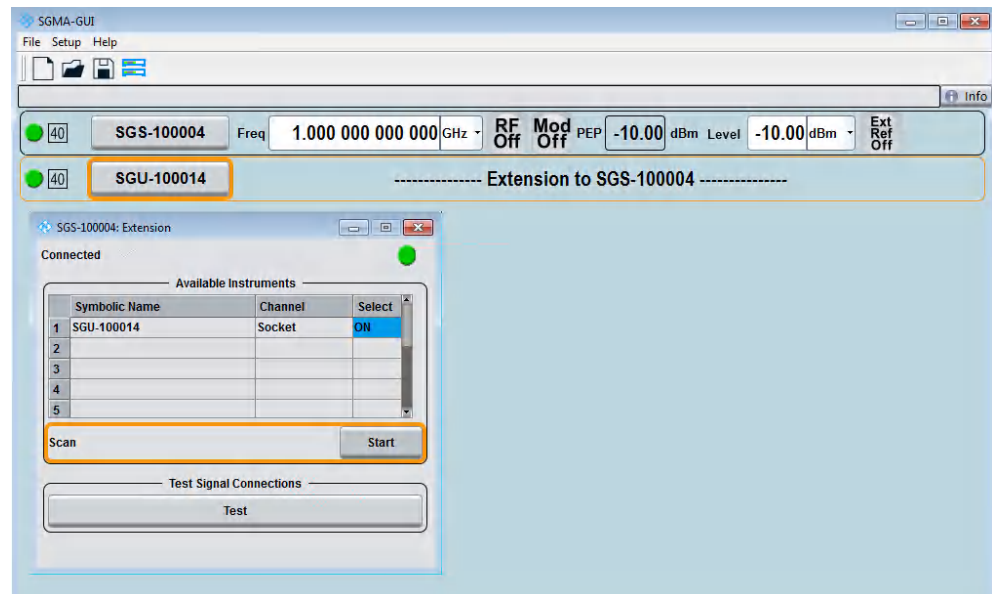 SGMA-GUI
File Setup Help
Info
40 SGS-100004 Freq 1.000 000 000 000 GHz RF Off Mod Off PEP -10.00 dBm Level -10.00 dBm Ext Ref Off
40 SGU-100014 -------------- Extension to SGS-100004 --------------
SGS-100004: Extension
Connected
Available Instruments
Symbolic Name Channel Select
1 SGU-100014 Socket ON
2
3
4
5
Scan Start
Test Signal Connections
Test